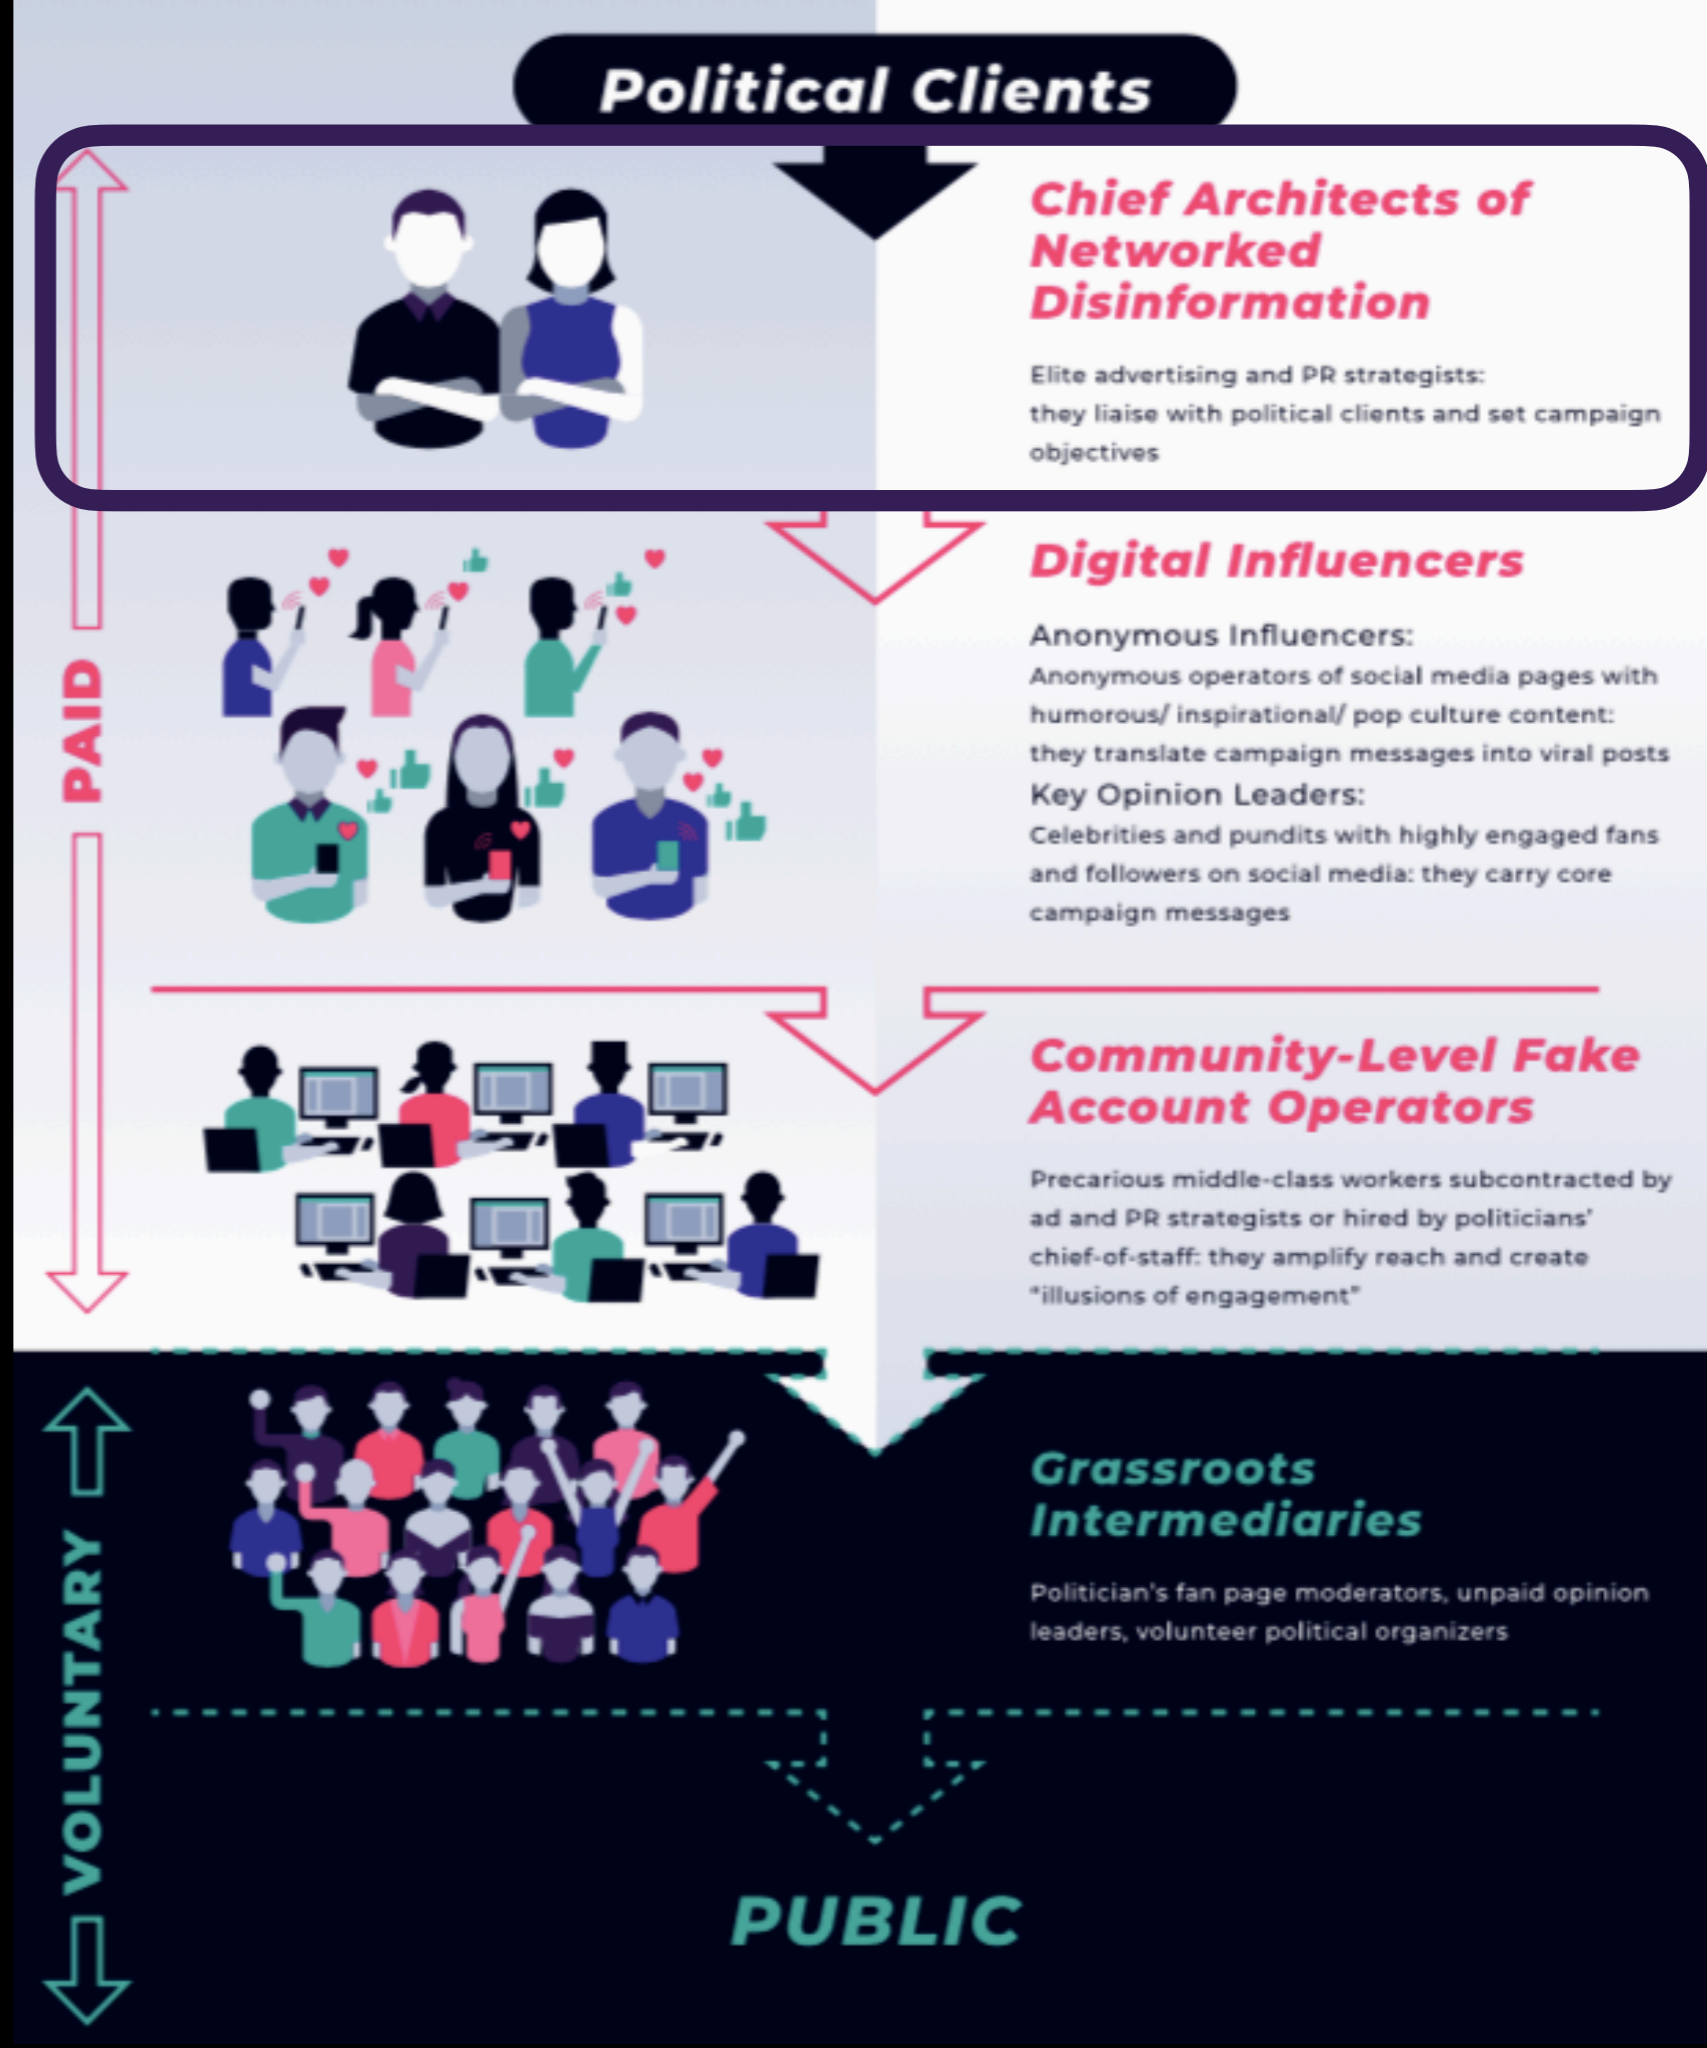 Political Clients
Chief Architects of
Networked
Disinformation
Elite advertising and PR strategists:
they liaise with political clients and set campaign
objectives
Digital Influencers
Anonymous Influencers:
Anonymous operators of social media pages with
humorous/ inspirational/ pop culture content:
they translate campaign messages into viral posts
Key Opinion Leaders:
Celebrities and pundits with highly engaged fans
and followers on social media: they carry core
campaign messages
PAID
Community-Level Fake
Account Operators
Precarious middle-class workers subcontracted by
ad and PR strategists or hired by politicians’
chief-of-staff: they amplify reach and create
“illusions of engagement”
Grassroots
Intermediaries
Politician’s fan page moderators, unpaid opinion
leaders, volunteer political organizers
VOLUNTARY
PUBLIC